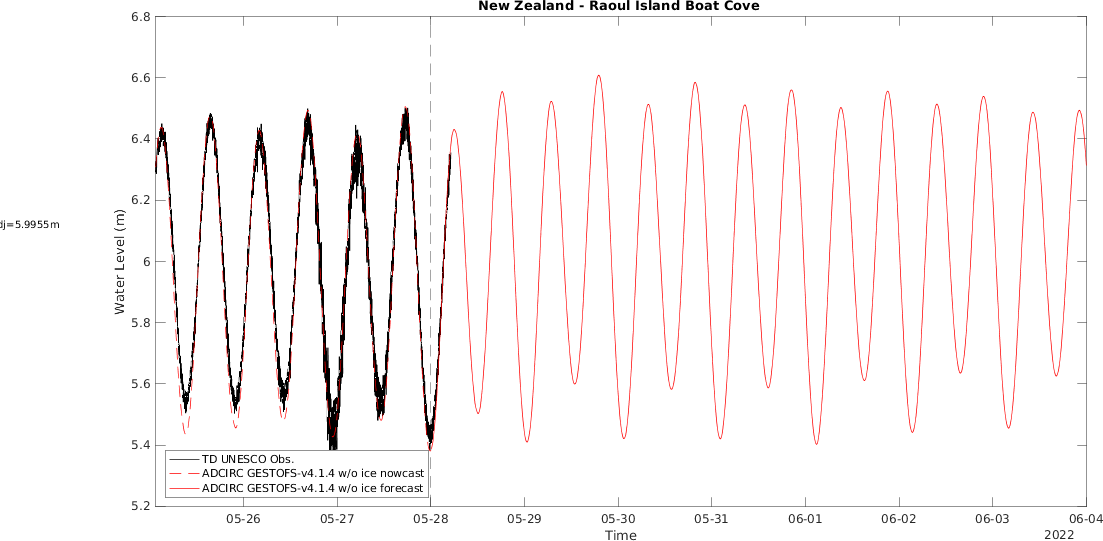 New Zealand - Raoul Island Boat Cove
6.8
6.6
6.4
6.2
6
5.8
5.6
5.4
5.2
Water Level (m)
dj=5.9955m
TD UNESCO Obs.
ADCIRC GESTOFS-v4.1.4 w/o ice nowcast
ADCIRC GESTOFS-v4.1.4 w/o ice forecast
05-26 05-27 05-28 05-29 05-30 05-31 06-01 06-02 06-03 06-04
Time
2022